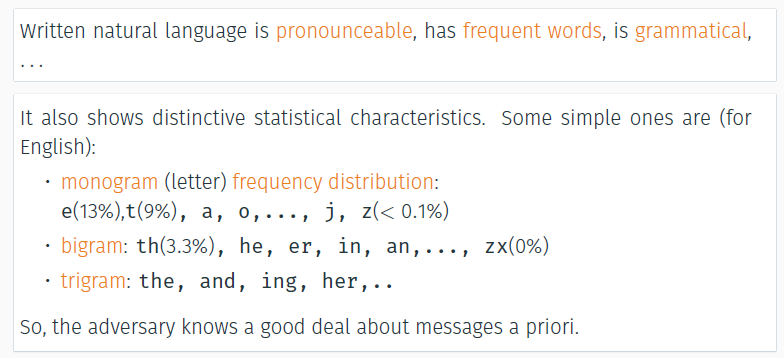 Written natural language is pronounceable, has frequent words, is grammatical,
...
It also shows distinctive statistical characteristics. Some simple ones are (for
English):
• monogram (letter) frequency distribution:
e(13%),t(9%), a, o,..., j, z(< 0.1%)
• bigram: th(3.3%), he, er, in, an,..., zx(0%)
• trigram: the, and, ing, her,..
So, the adversary knows a good deal about messages a priori.